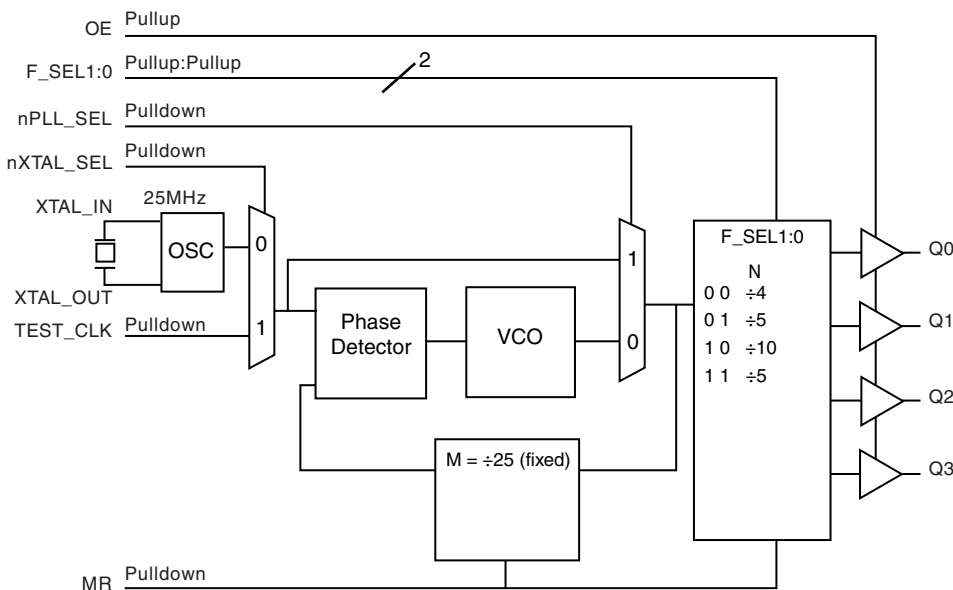 OE Pullup
F_SEL1:0 Pullup:Pullup 2
nPLL_SEL Pulldown
nXTAL_SEL Pulldown
XTAL_IN
25MHz
OSC
XTAL_OUT
TEST_CLK Pulldown
0
1
Phase
Detector
VCO
1
0
M = ÷25 (fixed)
F_SEL1:0
N
0 0 ÷4
0 1 ÷5
1 0 ÷10
1 1 ÷5
Q0
Q1
Q2
Q3
MR Pulldown